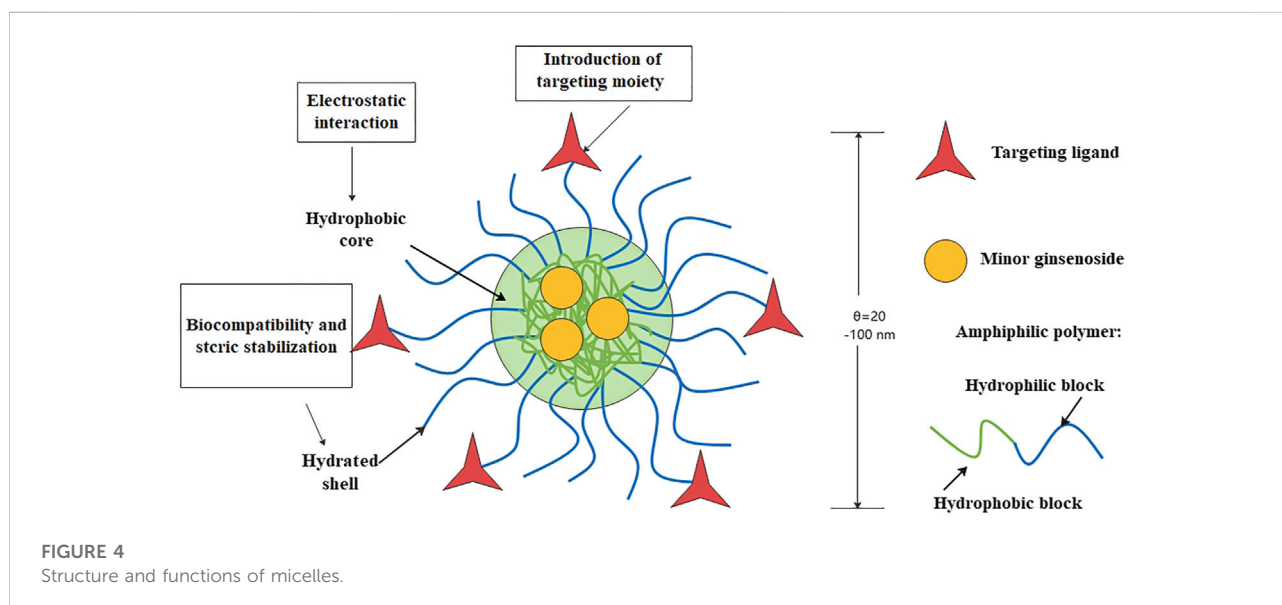 Introduction of
targeting moiety
Electrostatic
interaction
Hydrophobic
core
Biocompatibility and
stcric stabilization
Hydrated
shell
θ=20
-100 nm
Targeting ligand
Minor ginsenoside
Amphiphilic polymer:
Hydrophilic block
Hydrophobic block
FIGURE 4
Structure and functions of micelles.